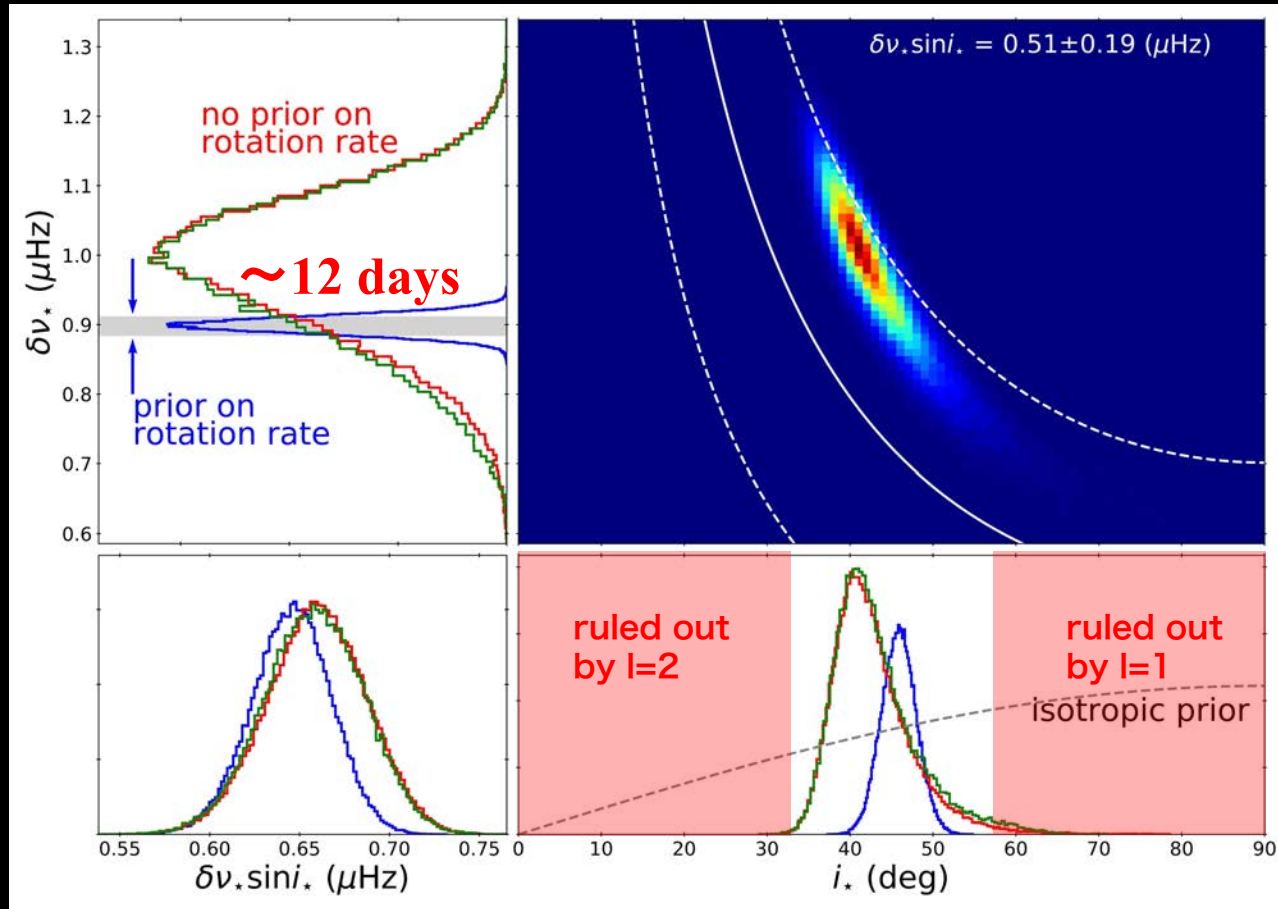 1.3
1.2
1.1
1.0
0.9
0.8
0.7
0.6
δν⋆ (μHz)
no prior on
rotation rate
～12 days
prior on
rotation rate
δν⋆sini⋆ = 0.51±0.19 (μHz)
ruled out
by l=2
ruled out
by l=1
isotropic prior
0.55 0.60 0.65 0.70 0.75
δν⋆sini⋆ (μHz)
0 10 20 30 40 50 60 70 80 90
i⋆ (deg)